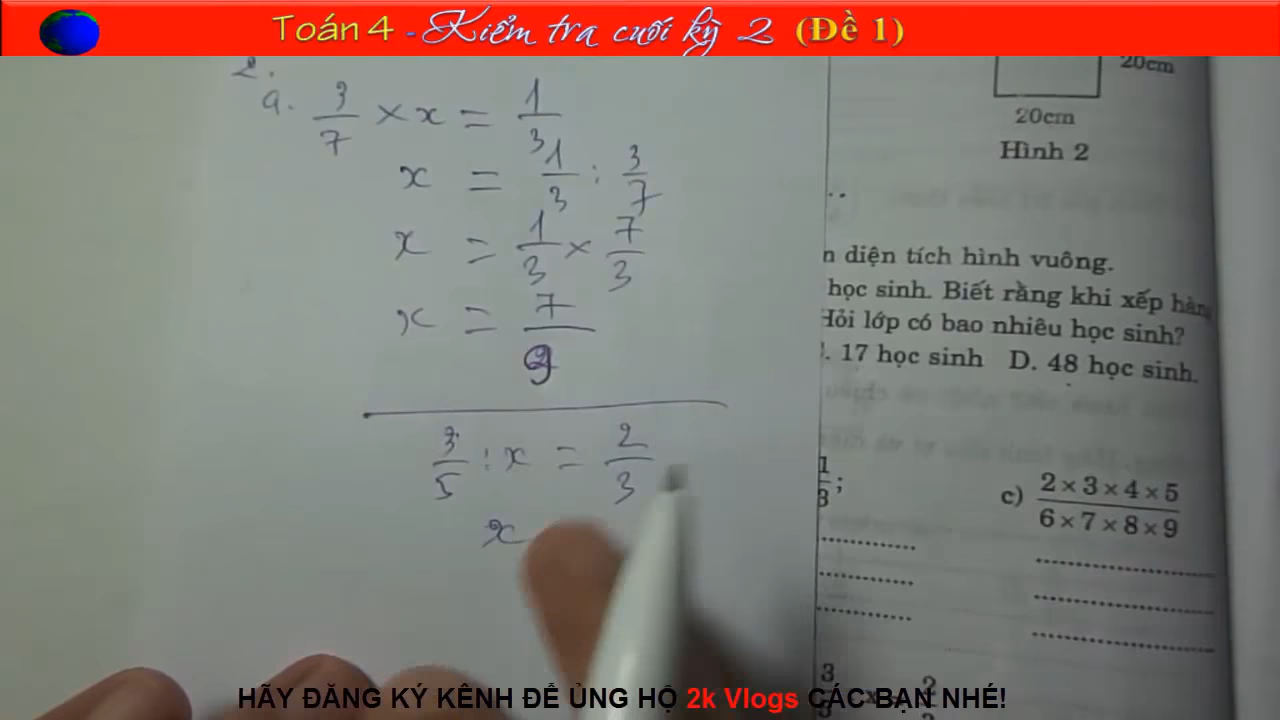 Toán 4 - Kiểm tra cuối kỳ 2 (Đề 1)
2.
a. 3/7 × x = 1/3
x = 1/3 : 3/7
x = 1/3 × 7/3
x = 7/9
3/5 : x = 2/3
x
20cm
20cm
Hình 2
n diện tích hình vuông.
học sinh. Biết rằng khi xếp hàng
Hỏi lớp có bao nhiêu học sinh?
. 17 học sinh D. 48 học sinh.
1/3 ;
c) 2 × 3 × 4 × 5 / 6 × 7 × 8 × 9
HÃY ĐĂNG KÝ KÊNH ĐỂ ỦNG HỘ 2k Vlogs CÁC BẠN NHÉ!